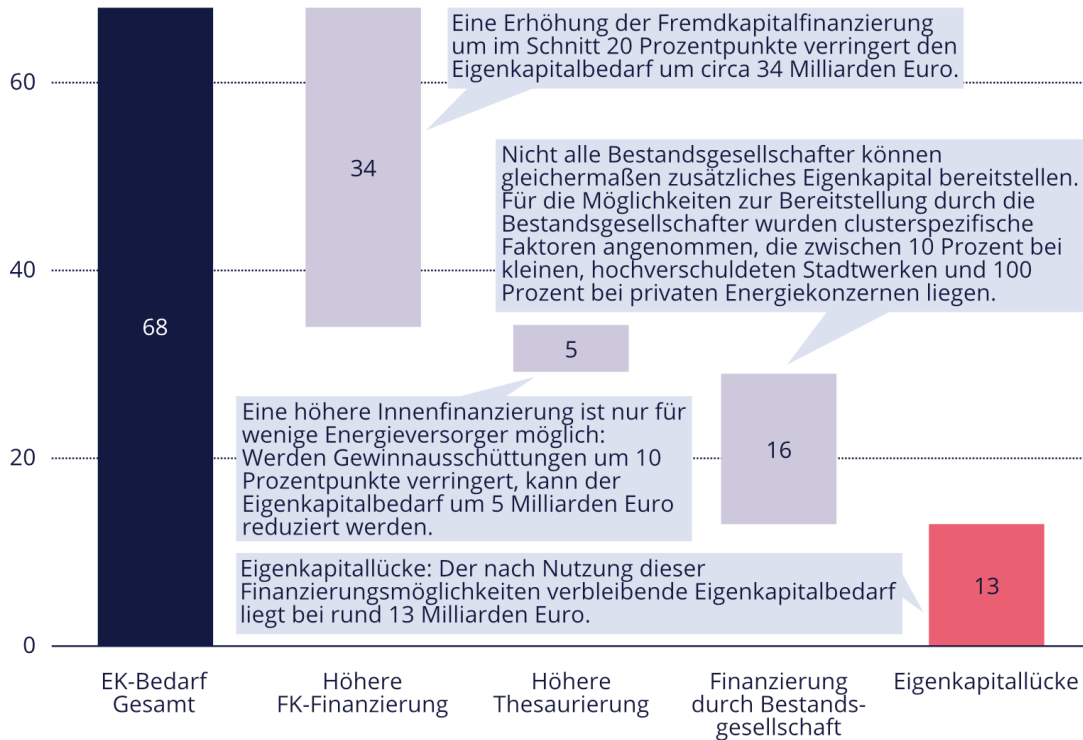 Eine Erhöhung der Fremdkapitalfinanzierung
um im Schnitt 20 Prozentpunkte verringert den
Eigenkapitalbedarf um circa 34 Milliarden Euro.
60
34
Nicht alle Bestandsgesellschafter können
gleichermaßen zusätzliches Eigenkapital bereitstellen.
Für die Möglichkeiten zur Bereitstellung durch die
Bestandsgesellschafter wurden clusterspezifische
Faktoren angenommen, die zwischen 10 Prozent bei
kleinen, hochverschuldeten Stadtwerken und 100
Prozent bei privaten Energiekonzernen liegen.
40
68
5
Eine höhere Innenfinanzierung ist nur für
wenige Energieversorger möglich:
Werden Gewinnausschüttungen um 10
Prozentpunkte verringert, kann der
Eigenkapitalbedarf um 5 Milliarden Euro
reduziert werden.
20
16
Eigenkapitallücke: Der nach Nutzung dieser
Finanzierungsmöglichkeiten verbleibende Eigenkapitalbedarf
liegt bei rund 13 Milliarden Euro.
13
0
EK-Bedarf
Gesamt
Höhere
FK-Finanzierung
Höhere
Thesaurierung
Finanzierung
durch Bestands-
gesellschaft
Eigenkapitallücke